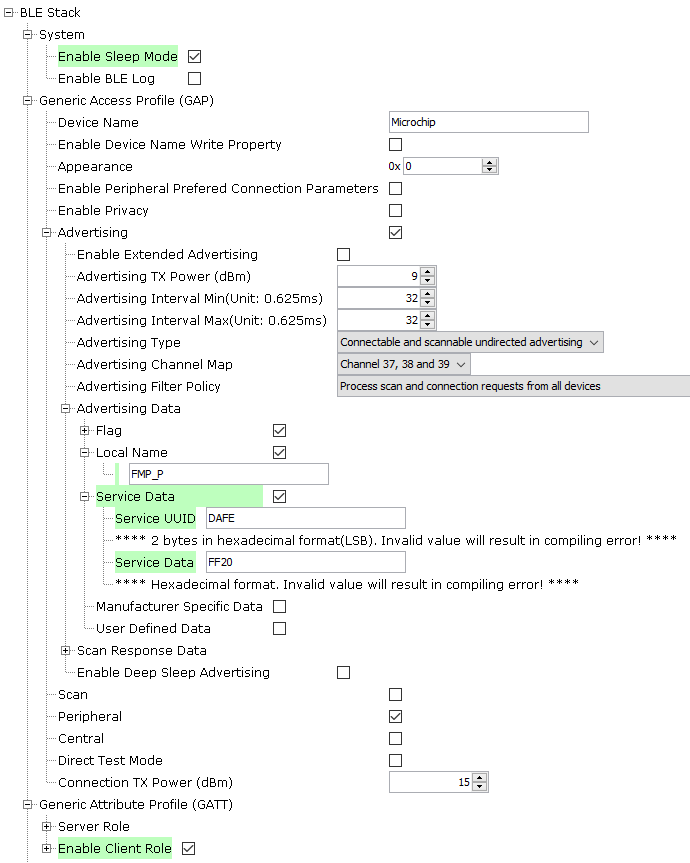 BLE Stack
System
Enable Sleep Mode
Enable BLE Log
Generic Access Profile (GAP)
Device Name Microchip
Enable Device Name Write Property
Appearance 0x 0
Enable Peripheral Prefered Connection Parameters
Enable Privacy
Advertising
Enable Extended Advertising
Advertising TX Power (dBm) 9
Advertising Interval Min(Unit: 0.625ms) 32
Advertising Interval Max(Unit: 0.625ms) 32
Advertising Type Connectable and scannable undirected advertising
Advertising Channel Map Channel 37, 38 and 39
Advertising Filter Policy Process scan and connection requests from all devices
Advertising Data
Flag
Local Name
FMP_P
Service Data
Service UUID DAFE
**** 2 bytes in hexadecimal format(LSB). Invalid value will result in compiling error! ****
Service Data FF20
**** Hexadecimal format. Invalid value will result in compiling error! ****
Manufacturer Specific Data
User Defined Data
Scan Response Data
Enable Deep Sleep Advertising
Scan
Peripheral
Central
Direct Test Mode
Connection TX Power (dBm) 15
Generic Attribute Profile (GATT)
Server Role
Enable Client Role